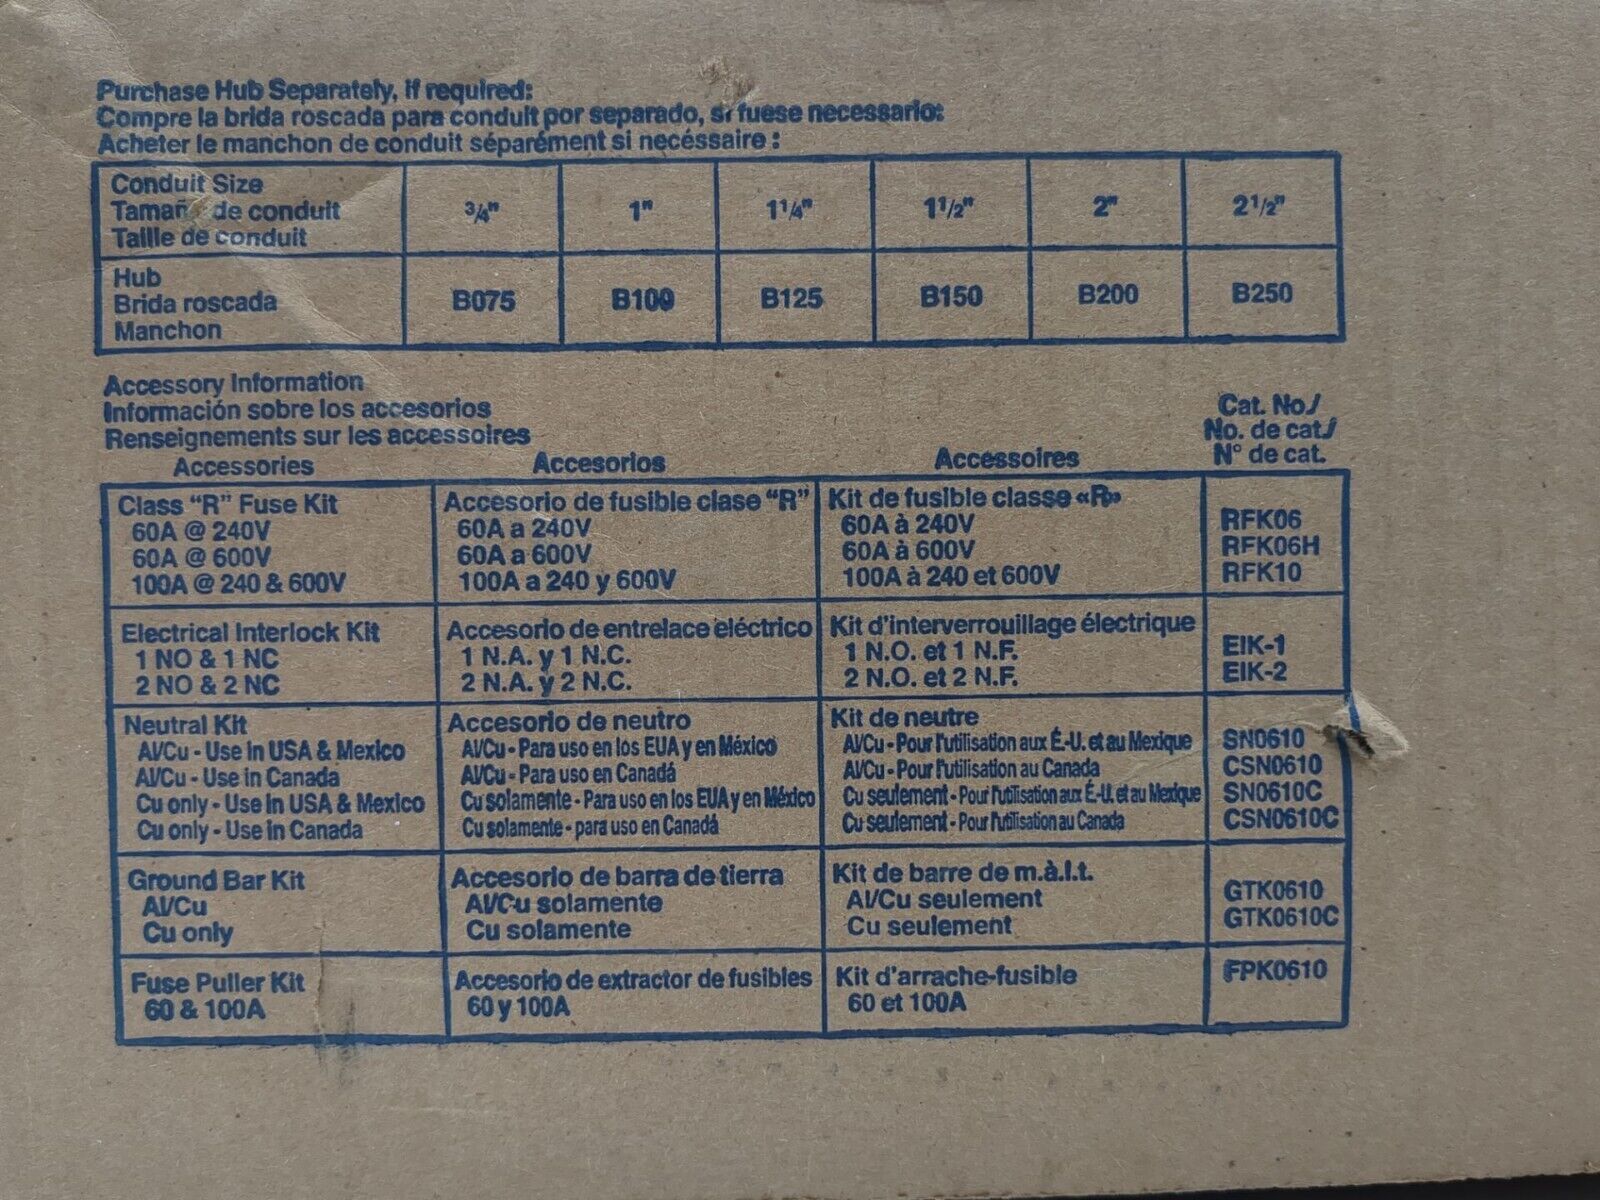 Purchase Hub Separately, if required:
Compre la brida roscada para conduit por separado, si fuese necessario:
Acheter le manchon de conduit séparément si nécessaire :
Conduit Size
Tamaño de conduit
Taille de conduit
3/4" 1" 1 1/4" 1 1/2" 2" 2 1/2"
Hub
Brida roscada
Manchon
B075 B100 B125 B150 B200 B250
Accessory Information
Información sobre los accesorios
Renseignements sur les accessoires
Cat. No./
No. de cat./
N° de cat.
Accessories Accesorios Accessoires
Class "R" Fuse Kit Accesorio de fusible clase "R" Kit de fusible classe «R»
60A @ 240V 60A a 240V 60A à 240V RFK06
60A @ 600V 60A a 600V 60A à 600V RFK06H
100A @ 240 & 600V 100A a 240 y 600V 100A à 240 et 600V RFK10
Electrical Interlock Kit Accesorio de entrelace eléctrico Kit d'interverrouillage électrique
1 NO & 1 NC 1 N.A. y 1 N.C. 1 N.O. et 1 N.F. EIK-1
2 NO & 2 NC 2 N.A. y 2 N.C. 2 N.O. et 2 N.F. EIK-2
Neutral Kit Accesorio de neutro Kit de neutre
Al/Cu - Use in USA & Mexico Al/Cu - Para uso en los EUA y en México Al/Cu - Pour l'utilisation aux É.-U. et au Mexique SN0610
Al/Cu - Use in Canada Al/Cu - Para uso en Canadá Al/Cu - Pour l'utilisation au Canada CSN0610
Cu only - Use in USA & Mexico Cu solamente - Para uso en los EUA y en México Cu seulement - Pour l'utilisation aux É.-U. et au Mexique SN0610C
Cu only - Use in Canada Cu solamente - para uso en Canadá Cu seulement - Pour l'utilisation au Canada CSN0610C
Ground Bar Kit Accesorio de barra de tierra Kit de barre de m.à.l.t.
Al/Cu Al/Cu solamente Al/Cu seulement GTK0610
Cu only Cu solamente Cu seulement GTK0610C
Fuse Puller Kit Accesorio de extractor de fusibles Kit d'arrache-fusible FPK0610
60 & 100A 60 y 100A 60 et 100A